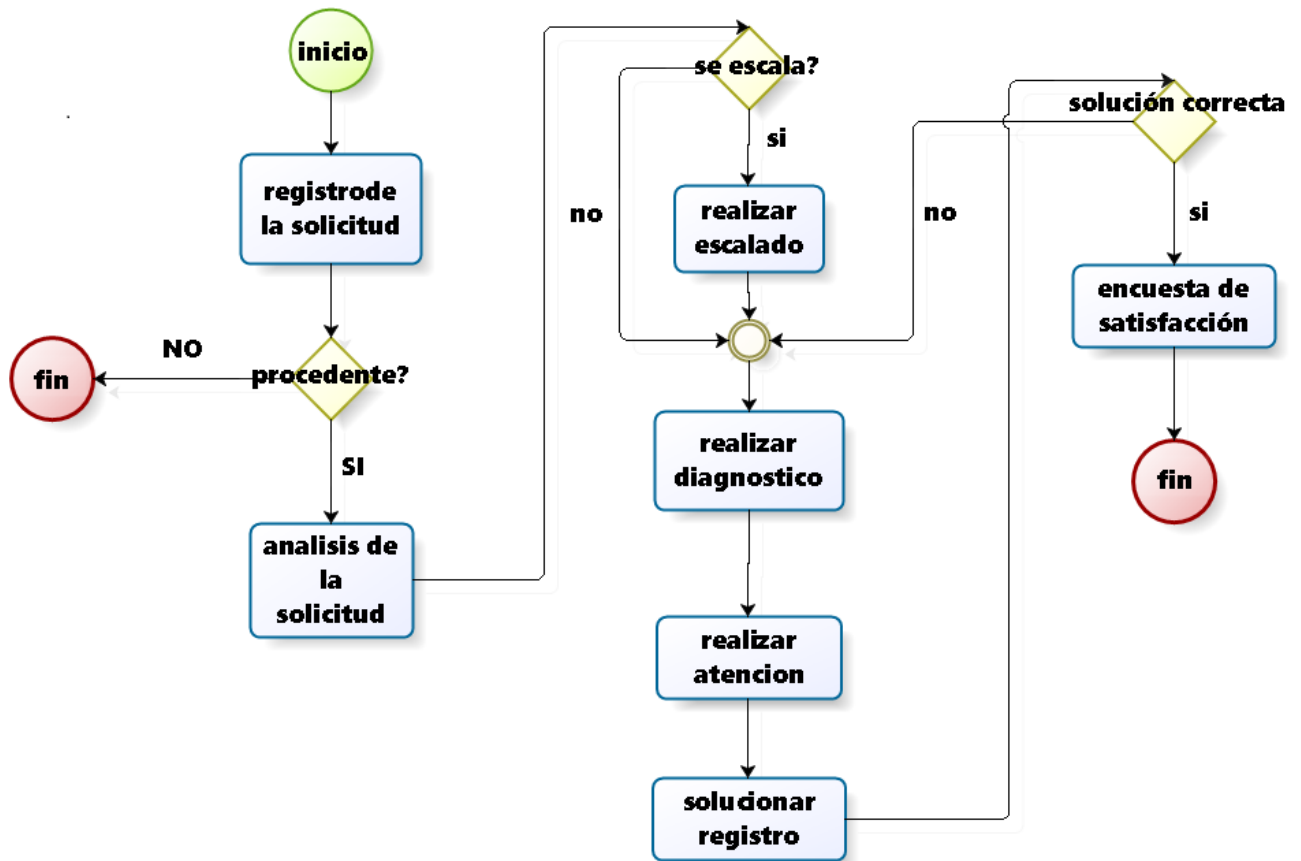 inicio
registrode
la solicitud
procedente?
NO
fin
SI
analisis de
la
solicitud
se escala?
no
si
realizar
escalado
realizar
diagnostico
realizar
atencion
solucionar
registro
solución correcta
no
si
encuesta de
satisfacción
fin